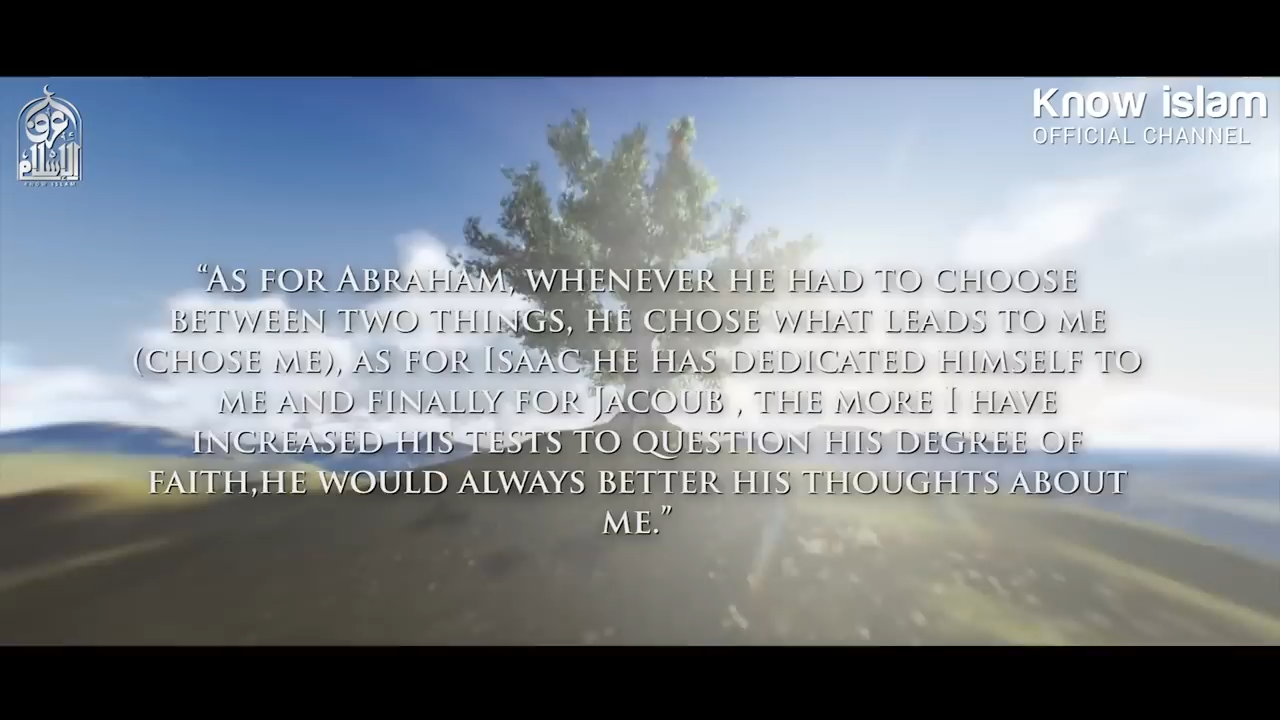 Know islam
OFFICIAL CHANNEL
KNOW ISLAM
“As for Abraham, whenever he had to choose
between two things, he chose what leads to me
(chose me), as for Isaac he has dedicated himself to
me and finally for Jacoub , the more I have
increased his tests to question his degree of
faith,he would always better his thoughts about
me.”